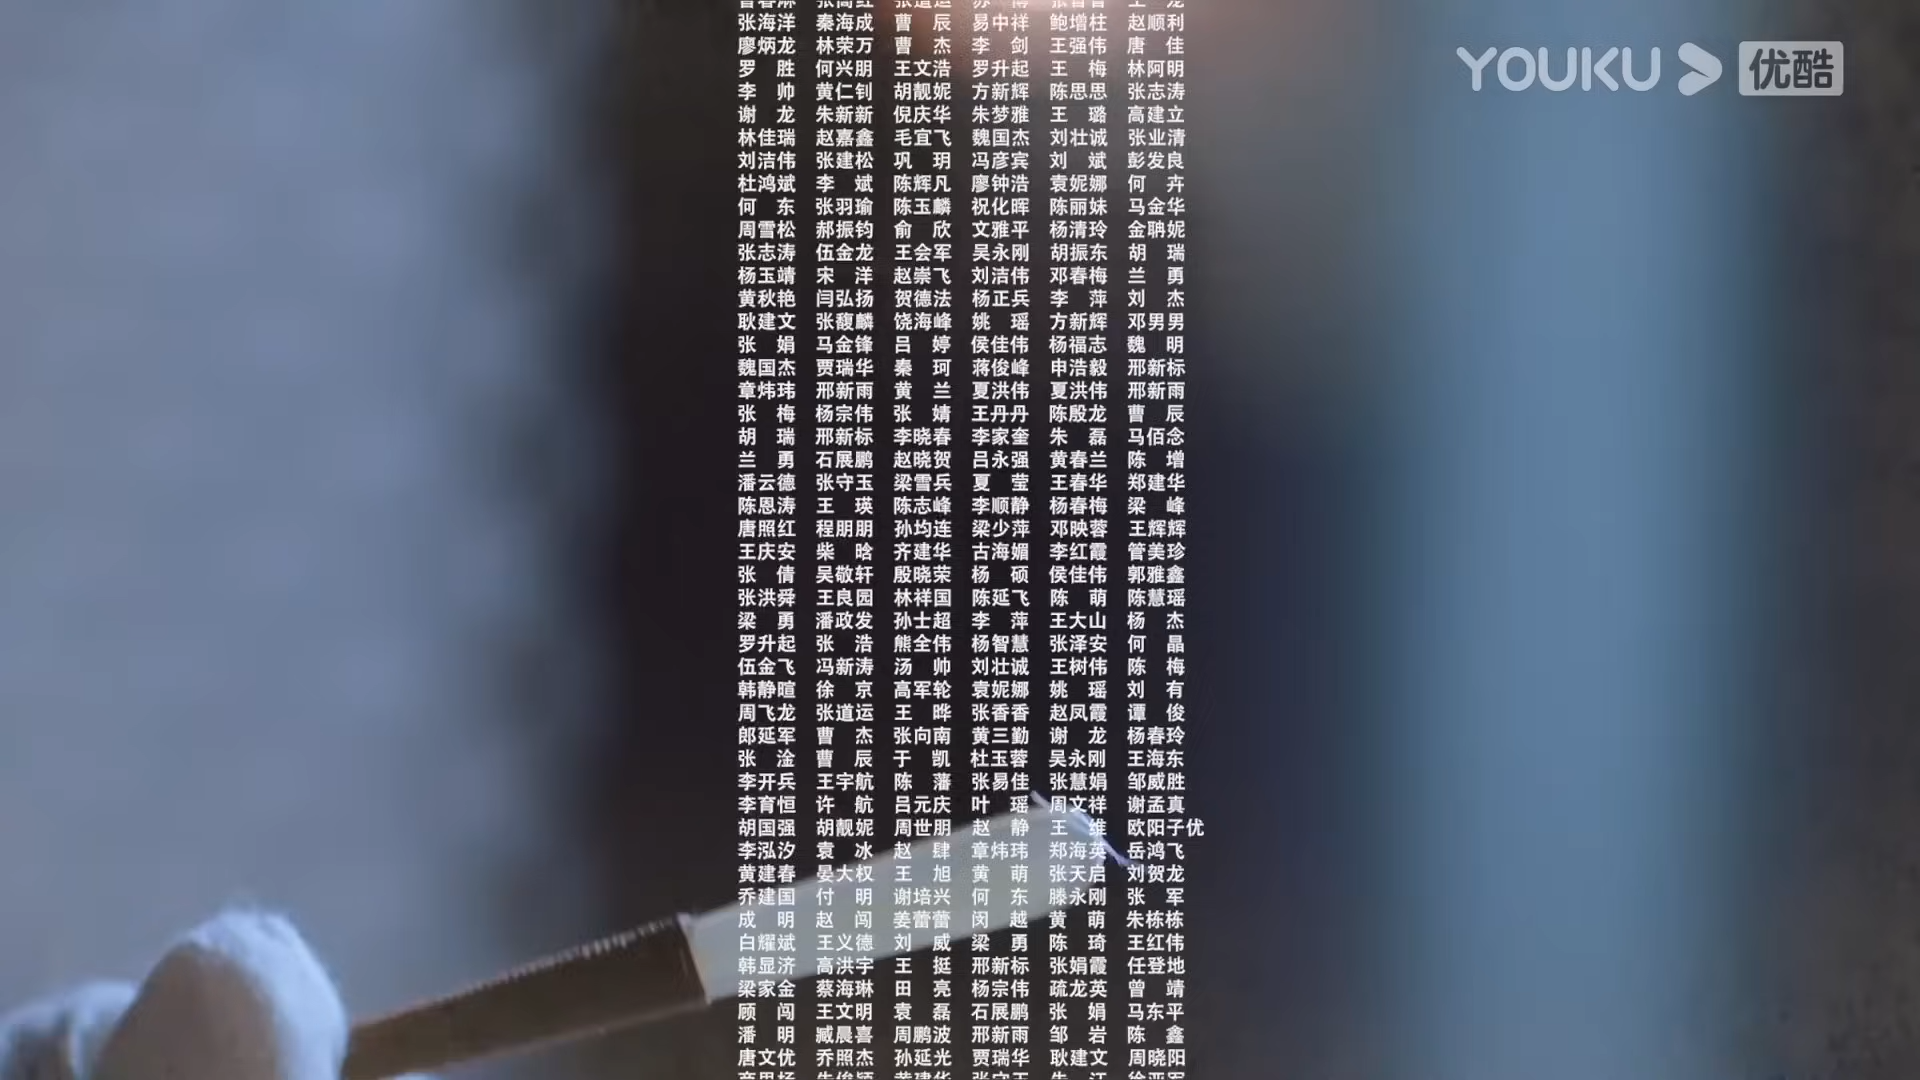 张海洋 秦海成 曹 辰 易中祥 鲍增柱 赵顺利
YOUKU 优酷
廖炳龙 林荣万 曹 杰 李 剑 王强伟 唐 佳
罗 胜 何兴朋 王文浩 罗升起 王 梅 林阿明
李 帅 黄仁钊 胡靓妮 方新辉 陈思思 张志涛
谢 龙 朱新新 倪庆华 朱梦雅 王 璐 高建立
林佳瑞 赵嘉鑫 毛宜飞 魏国杰 刘壮诚 张业清
刘洁伟 张建松 巩 玥 冯彦宾 刘 斌 彭发良
杜鸿斌 李 斌 陈辉凡 廖钟浩 袁妮娜 何 卉
何 东 张羽瑜 陈玉麟 祝化晖 陈丽妹 马金华
周雪松 郝振钧 俞 欣 文雅平 杨清玲 金聃妮
张志涛 伍金龙 王会军 吴永刚 胡振东 胡 瑞
杨玉靖 宋 洋 赵崇飞 刘洁伟 邓春梅 兰 勇
黄秋艳 闫弘扬 贺德法 杨正兵 李 萍 刘 杰
耿建文 张馥麟 饶海峰 姚 瑶 方新辉 邓男男
张 娟 马金锋 吕 婷 侯佳伟 杨福志 魏 明
魏国杰 贾瑞华 秦 珂 蒋俊峰 申浩毅 邢新标
章炜玮 邢新雨 黄 兰 夏洪伟 夏洪伟 邢新雨
张 梅 杨宗伟 张 婧 王丹丹 陈殷龙 曹 辰
胡 瑞 邢新标 李晓春 李家奎 朱 磊 马佰念
兰 勇 石展鹏 赵晓贺 吕永强 黄春兰 陈 增
潘云德 张守玉 梁雪兵 夏 莹 王春华 郑建华
陈恩涛 王 瑛 陈志峰 李顺静 杨春梅 梁 峰
唐照红 程朋朋 孙均连 梁少萍 邓映蓉 王辉辉
王庆安 柴 晗 齐建华 古海媚 李红霞 管美珍
张 倩 吴敬轩 殷晓荣 杨 硕 侯佳伟 郭雅鑫
张洪舜 王良园 林祥国 陈延飞 陈 萌 陈慧瑶
梁 勇 潘政发 孙士超 李 萍 王大山 杨 杰
罗升起 张 浩 熊全伟 杨智慧 张泽安 何 晶
伍金飞 冯新涛 汤 帅 刘壮诚 王树伟 陈 梅
韩静暄 徐 京 高军轮 袁妮娜 姚 瑶 刘 有
周飞龙 张道运 王 晔 张香香 赵凤霞 谭 俊
郎延军 曹 杰 张向南 黄三勤 谢 龙 杨春玲
张 淦 曹 辰 于 凯 杜玉蓉 吴永刚 王海东
李开兵 王宇航 陈 藩 张易佳 张慧娟 邹威胜
李育恒 许 航 吕元庆 叶 瑶 周文祥 谢孟真
胡国强 胡靓妮 周世朋 赵 静 王 维 欧阳子优
李泓汐 袁 冰 赵 肆 章炜玮 郑海英 岳鸿飞
黄建春 晏大权 王 旭 黄 萌 张天启 刘贺龙
乔建国 付 明 谢培兴 何 东 滕永刚 张 军
成 明 赵 闯 姜蕾蕾 闵 越 黄 萌 朱栋栋
白耀斌 王义德 刘 威 梁 勇 陈 琦 王红伟
韩显济 高洪宇 王 挺 邢新标 张娟霞 任登地
梁家金 蔡海琳 田 亮 杨宗伟 疏龙英 曾 靖
顾 闯 王文明 袁 磊 石展鹏 张 娟 马东平
潘 明 臧晨喜 周鹏波 邢新雨 邹 岩 陈 鑫
唐文优 乔照杰 孙延光 贾瑞华 耿建文 周晓阳